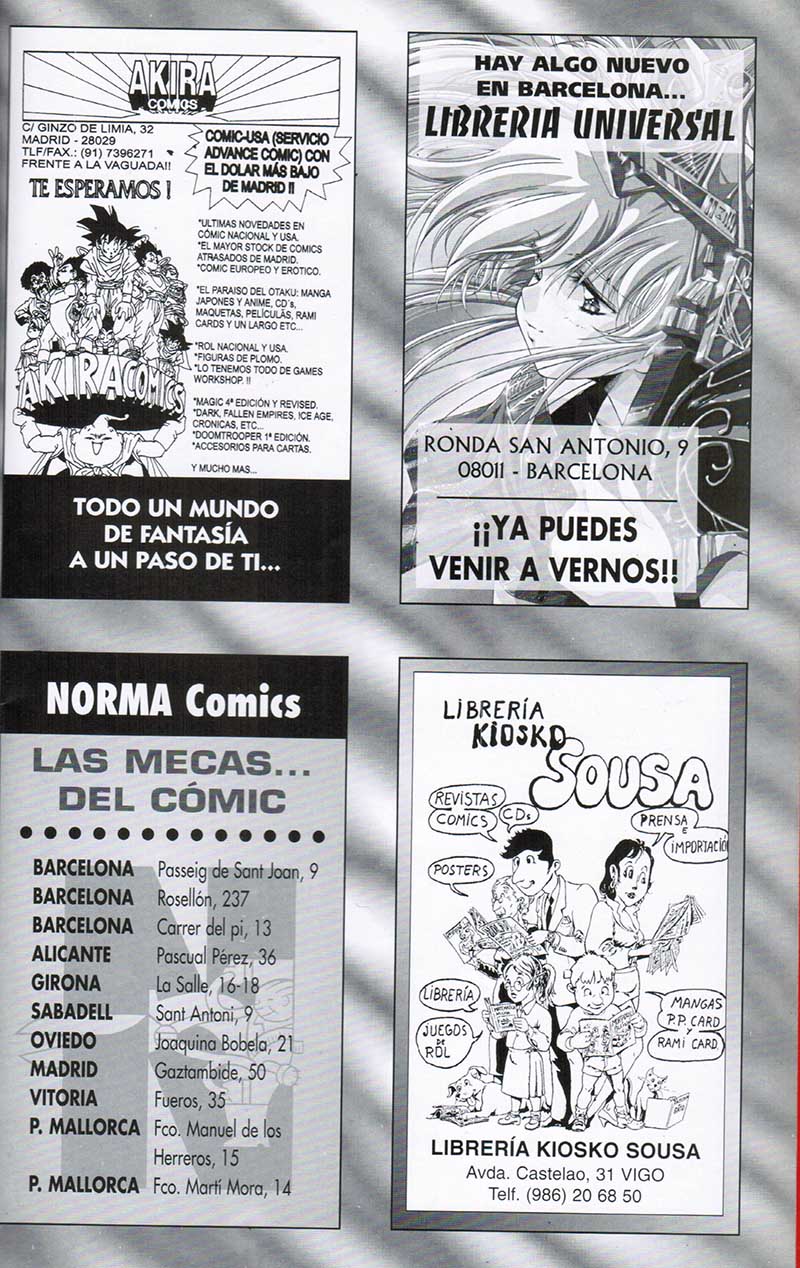 AKIRA
COMICS
C/ GINZO DE LIMIA, 32
MADRID - 28029
TLF/FAX.: (91) 7396271
FRENTE A LA VAGUADA!!
TE ESPERAMOS !
COMIC-USA (SERVICIO
ADVANCE COMIC) CON
EL DOLAR MÁS BAJO
DE MADRID !!
*ULTIMAS NOVEDADES EN
CÓMIC NACIONAL Y USA.
*EL MAYOR STOCK DE COMICS
ATRASADOS DE MADRID.
*COMIC EUROPEO Y EROTICO.
*EL PARAISO DEL OTAKU: MANGA
JAPONES Y ANIME, CD´s,
MAQUETAS, PELÍCULAS, RAMI
CARDS Y UN LARGO ETC...
*ROL NACIONAL Y USA.
*FIGURAS DE PLOMO.
*LO TENEMOS TODO DE GAMES
WORKSHOP. !!
*MAGIC 4ª EDICIÓN Y REVISED.
*DARK, FALLEN EMPIRES, ICE AGE,
CRONICAS, ETC...
*DOOMTROOPER 1ª EDICIÓN.
*ACCESORIOS PARA CARTAS.
Y MUCHO MAS...
AKIRACOMICS
TODO UN MUNDO
DE FANTASÍA
A UN PASO DE TI...
HAY ALGO NUEVO
EN BARCELONA...
LIBRERIA UNIVERSAL
RONDA SAN ANTONIO, 9
08011 - BARCELONA
¡¡YA PUEDES
VENIR A VERNOS!!
NORMA Comics
LAS MECAS...
DEL CÓMIC
BARCELONA Passeig de Sant Joan, 9
BARCELONA Rosellón, 237
BARCELONA Carrer del pi, 13
ALICANTE Pascual Pérez, 36
GIRONA La Salle, 16-18
SABADELL Sant Antoni, 9
OVIEDO Joaquina Bobela, 21
MADRID Gaztambide, 50
VITORIA Fueros, 35
P. MALLORCA Fco. Manuel de los
Herreros, 15
P. MALLORCA Fco. Martí Mora, 14
LIBRERÍA
KIOSKO
SOUSA
REVISTAS
COMICS
CDs
PRENSA
E
IMPORTACIÓN
POSTERS
LIBRERÍA
JUEGOS
DE
ROL
MANGAS
P.P. CARD
Y
RAMI CARD
LIBRERÍA KIOSKO SOUSA
Avda. Castelao, 31 VIGO
Telf. (986) 20 68 50